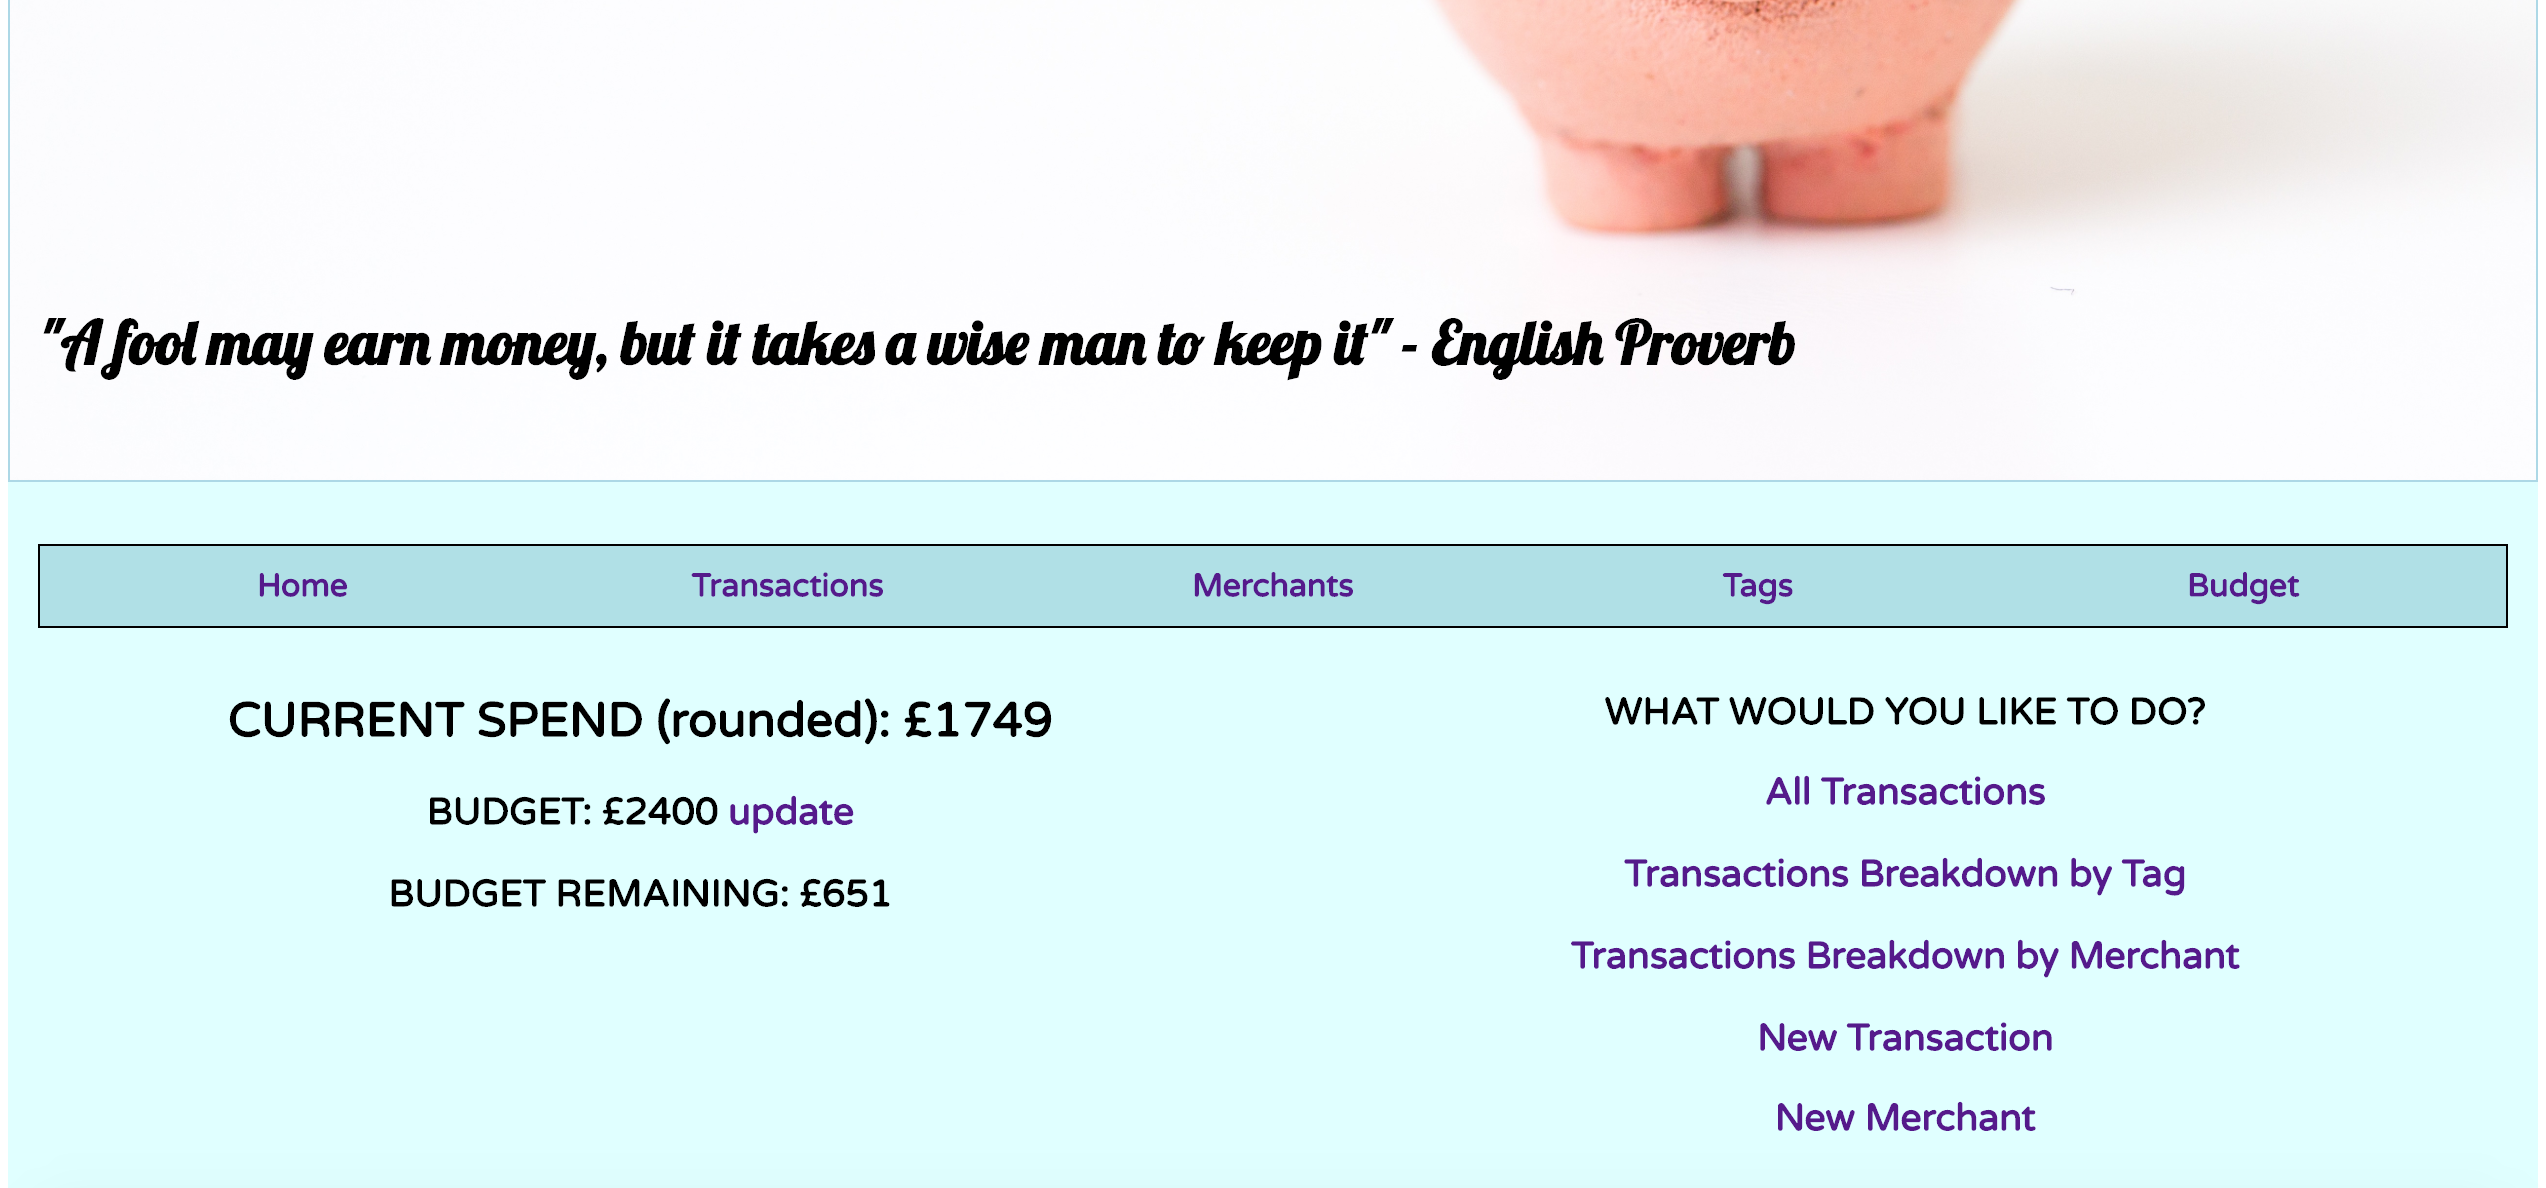 "A fool may earn money, but it takes a wise man to keep it" - English Proverb
Home Transactions Merchants Tags Budget
CURRENT SPEND (rounded): £1749
BUDGET: £2400 update
BUDGET REMAINING: £651
WHAT WOULD YOU LIKE TO DO?
All Transactions
Transactions Breakdown by Tag
Transactions Breakdown by Merchant
New Transaction
New Merchant